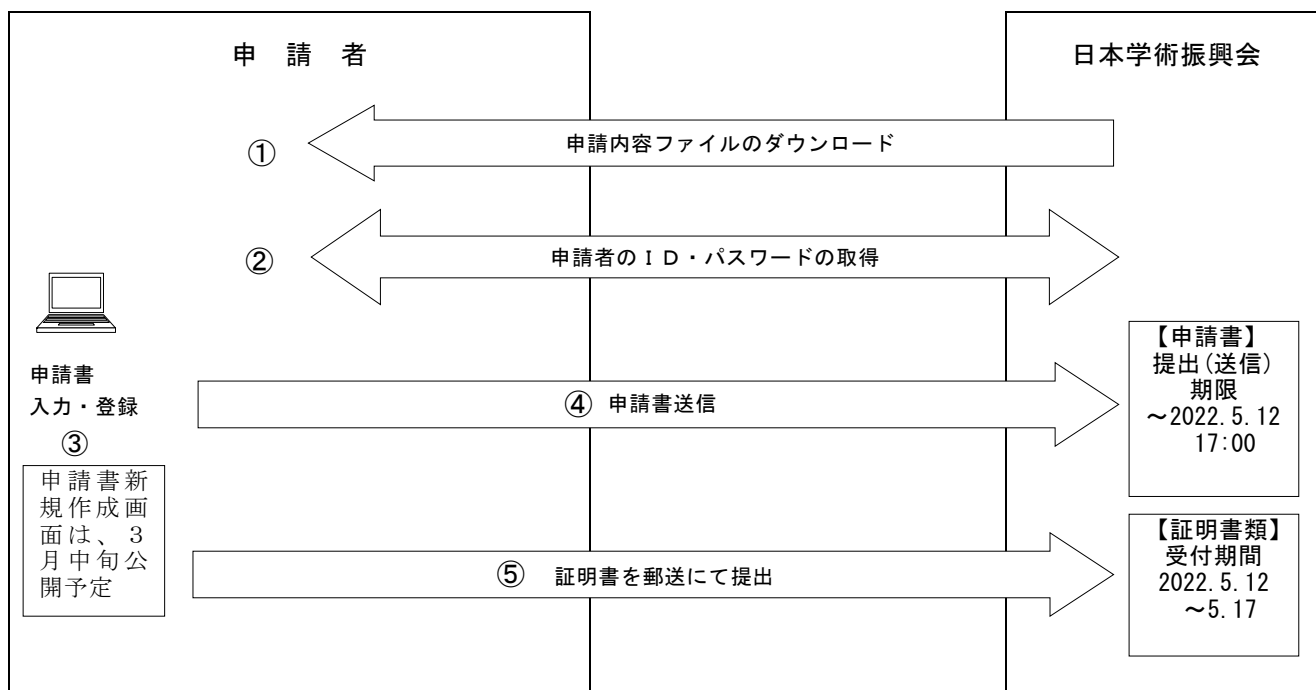 申　請　者
日本学術振興会
①
申請内容ファイルのダウンロード
②
申請者のＩＤ・パスワードの取得
申請書
入力・登録
③
申請書新
規作成画
面は、３
月中旬公
開予定
④ 申請書送信
【申請書】
提出(送信)
期限
～2022.5.12
17:00
⑤ 証明書を郵送にて提出
【証明書類】
受付期間
2022.5.12
～5.17